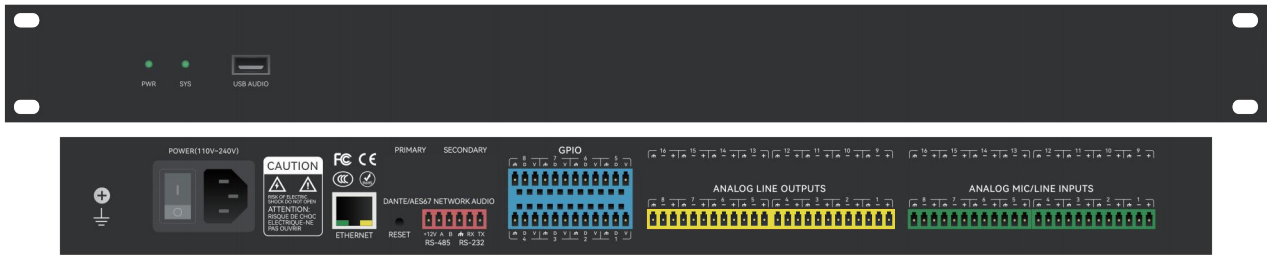 PWR SYS USB AUDIO
POWER(110V~240V)
CAUTION
RISK OF ELECTRIC
SHOCK DO NOT OPEN
ATTENTION:
RISQUE DE CHOC
ELECTRIQUE-NE
PAS OUVRIR
FC CE
CCC
ETHERNET
PRIMARY SECONDARY
DANTE/AES67 NETWORK AUDIO
RESET
+12V A B RX TX
RS-485 RS-232
GPIO
8 7 6 5
D V D V D V D V
D V D V D V D V
4 3 2 1
16 15 14 13 12 11 10 9
- + - + - + - + - + - + - + - +
ANALOG LINE OUTPUTS
8 7 6 5 4 3 2 1
- + - + - + - + - + - + - + - +
16 15 14 13 12 11 10 9
- + - + - + - + - + - + - + - +
ANALOG MIC/LINE INPUTS
8 7 6 5 4 3 2 1
- + - + - + - + - + - + - + - +